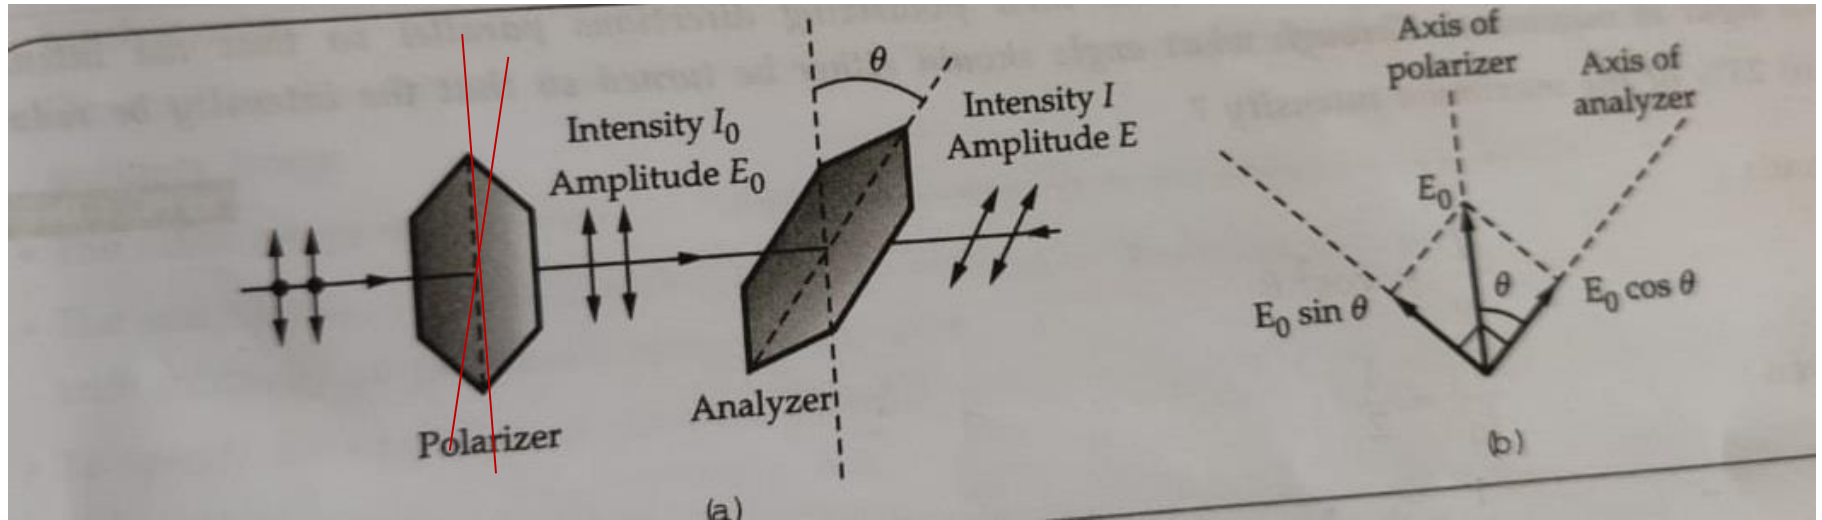 θ
Intensity I₀
Amplitude E₀
Intensity I
Amplitude E
Polarizer
Analyzer
(a)
Axis of
polarizer
Axis of
analyzer
E₀
θ
E₀ sin θ
E₀ cos θ
(b)